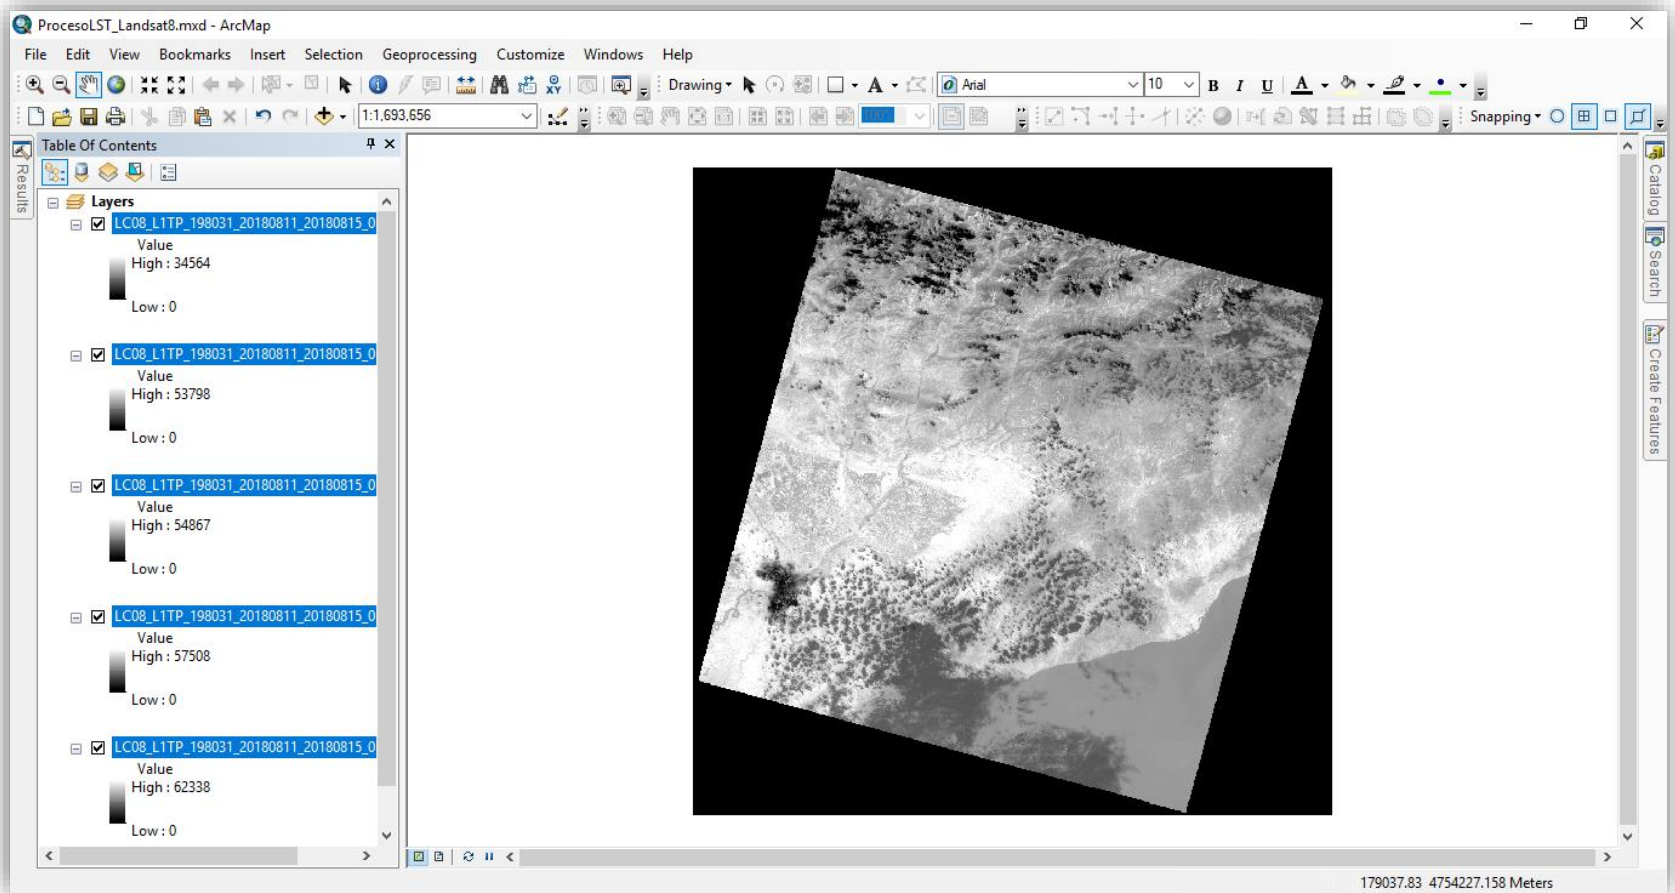 ProcesoLST_Landsat8.mxd - ArcMap
File Edit View Bookmarks Insert Selection Geoprocessing Customize Windows Help
Drawing Arial 10 B I U A
1:1,693,656 100% Snapping
Table Of Contents
Results
Layers
LC08_L1TP_198031_20180811_20180815_0
Value
High : 34564
Low : 0
LC08_L1TP_198031_20180811_20180815_0
Value
High : 53798
Low : 0
LC08_L1TP_198031_20180811_20180815_0
Value
High : 54867
Low : 0
LC08_L1TP_198031_20180811_20180815_0
Value
High : 57508
Low : 0
LC08_L1TP_198031_20180811_20180815_0
Value
High : 62338
Low : 0
Catalog
Search
Create Features
179037.83 4754227.158 Meters